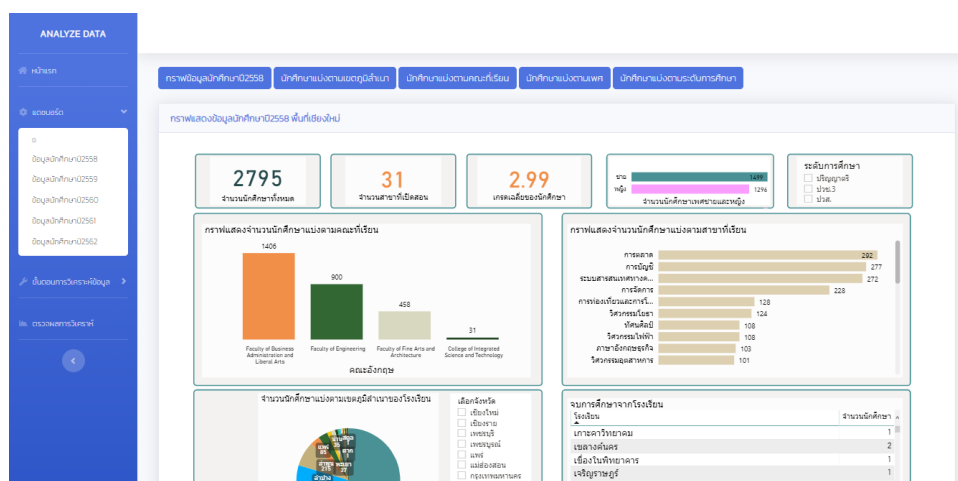 ANALYZE DATA
หน้าแรก
แดชบอร์ด
ข้อมูลนักศึกษาปี2558
ข้อมูลนักศึกษาปี2559
ข้อมูลนักศึกษาปี2560
ข้อมูลนักศึกษาปี2561
ข้อมูลนักศึกษาปี2562
ขั้นตอนการวิเคราะห์ข้อมูล
ตรวจผลการวิเคราะห์
กราฟข้อมูลนักศึกษาปี2558
นักศึกษาแบ่งตามเขตภูมิลำเนา
นักศึกษาแบ่งตามคณะที่เรียน
นักศึกษาแบ่งตามเพศ
นักศึกษาแบ่งตามระดับการศึกษา
กราฟแสดงข้อมูลนักศึกษาปี2558 พื้นที่เชียงใหม่
2795
จำนวนนักศึกษาทั้งหมด
31
จำนวนสาขาที่เปิดสอน
2.99
เกรดเฉลี่ยของนักศึกษา
ชาย 1499
หญิง 1296
จำนวนนักศึกษาเพศชายและหญิง
ระดับการศึกษา
ปริญญาตรี
ปวช.3
ปวส.
กราฟแสดงจำนวนนักศึกษาแบ่งตามคณะที่เรียน
1406
900
458
31
Faculty of Business Administration and Liberal Arts
Faculty of Engineering
Faculty of Fine Arts and Architecture
College of Integrated Science and Technology
คณะอังกฤษ
กราฟแสดงจำนวนนักศึกษาแบ่งตามสาขาที่เรียน
การตลาด 292
การบัญชี 277
ระบบสารสนเทศทางค... 272
การจัดการ 228
การท่องเที่ยวและการโ... 128
วิศวกรรมโยธา 124
ทัศนศิลป์ 108
วิศวกรรมไฟฟ้า 108
ภาษาอังกฤษธุรกิจ 103
วิศวกรรมอุตสาหการ 101
จำนวนนักศึกษาแบ่งตามเขตภูมิลำเนาของโรงเรียน
แพร่
85
ตาก
ลำพูน
215
พะเยา
37
ลำปาง
เลือกจังหวัด
เชียงใหม่
เชียงราย
เพชรบุรี
เพชรบูรณ์
แพร่
แม่ฮ่องสอน
กรุงเทพมหานคร
จบการศึกษาจากโรงเรียน
โรงเรียน จำนวนนักศึกษา
เกาะคาวิทยาคม 1
เขลางค์นคร 2
เชื่องในพิทยาคาร 1
เจริญราษฎร์ 1